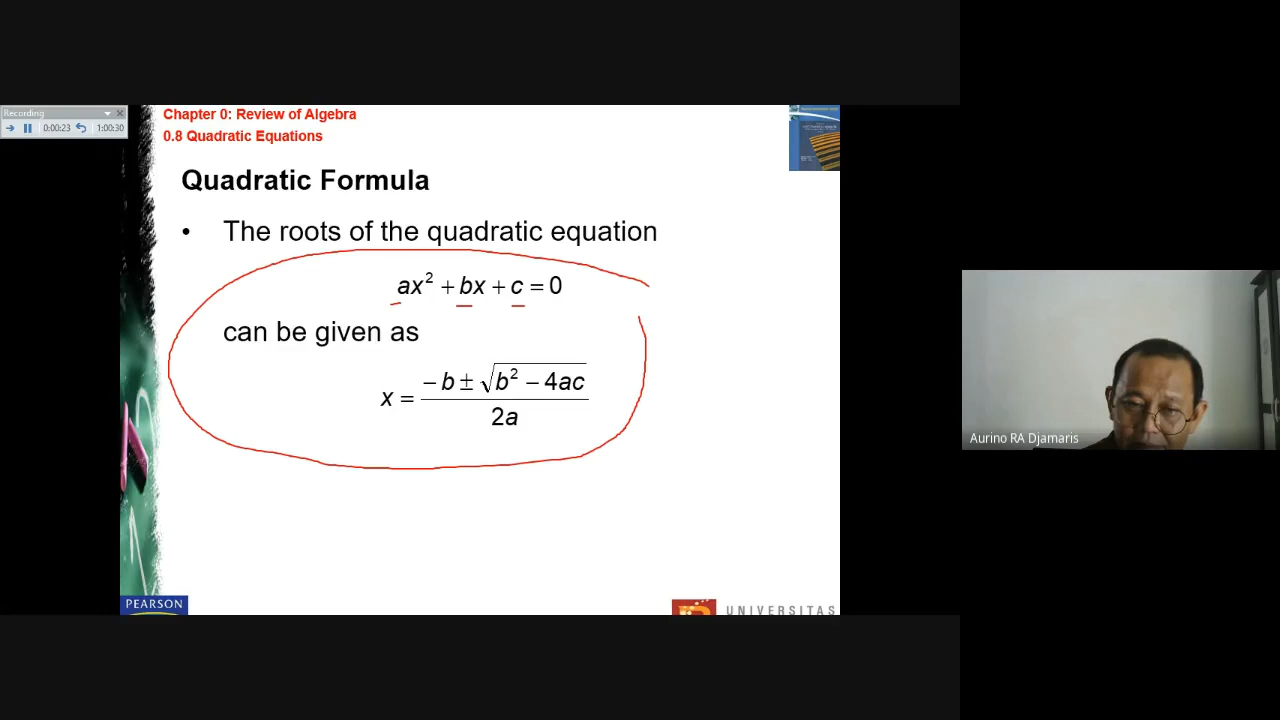 Recording
0:00:23
1:00:30
Chapter 0: Review of Algebra
0.8 Quadratic Equations
Quadratic Formula
• The roots of the quadratic equation
ax² + bx + c = 0
can be given as
x = (−b ± √(b² − 4ac)) / 2a
Aurino RA Djamaris
PEARSON
UNIVERSITAS